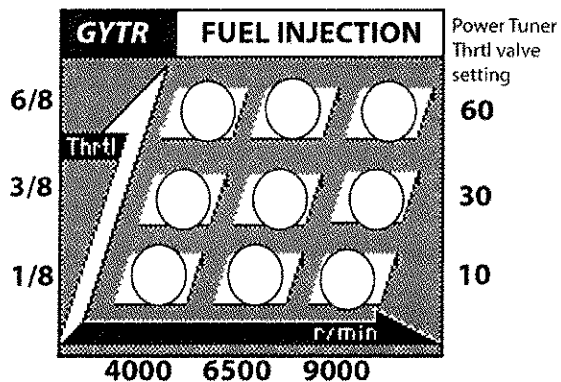 GYTR FUEL INJECTION
Power Tuner
Thrtl valve
setting
6/8 60
Thrtl
3/8 30
1/8 10
r/min
4000 6500 9000